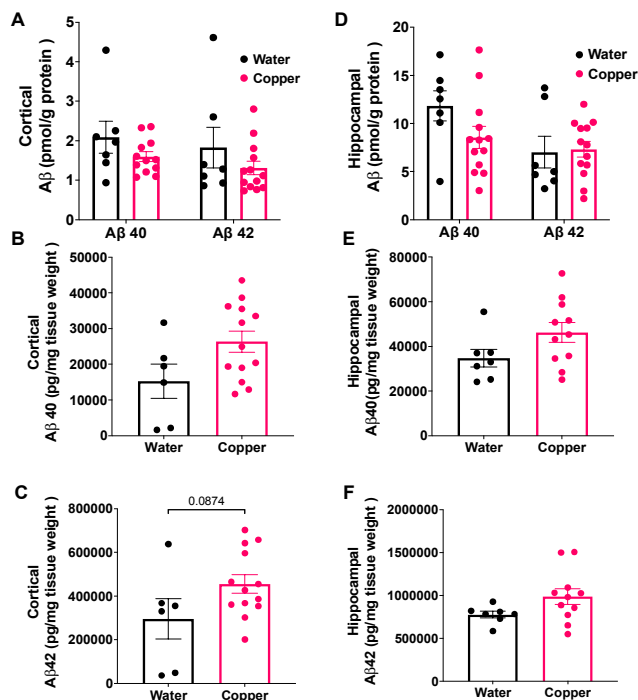 A
Cortical
Aβ (pmol/g protein )
5
4
3
2
1
0
Water
Copper
Aβ 40
Aβ 42
D
Hippocampal
Aβ (pmol/g protein )
20
15
10
5
0
Water
Copper
Aβ 40
Aβ 42
B
Cortical
Aβ 40 (pg/mg tissue weight )
50000
40000
30000
20000
10000
0
Water
Copper
E
Hippocampal
Aβ40(pg/mg tissue weight)
80000
60000
40000
20000
0
Water
Copper
C
Cortical
Aβ42 (pg/mg tissue weight )
800000
600000
400000
200000
0
0.0874
Water
Copper
F
Hippocampal
Aβ42 (pg/mg tissue weight )
1500000
1000000
500000
0
Water
Copper